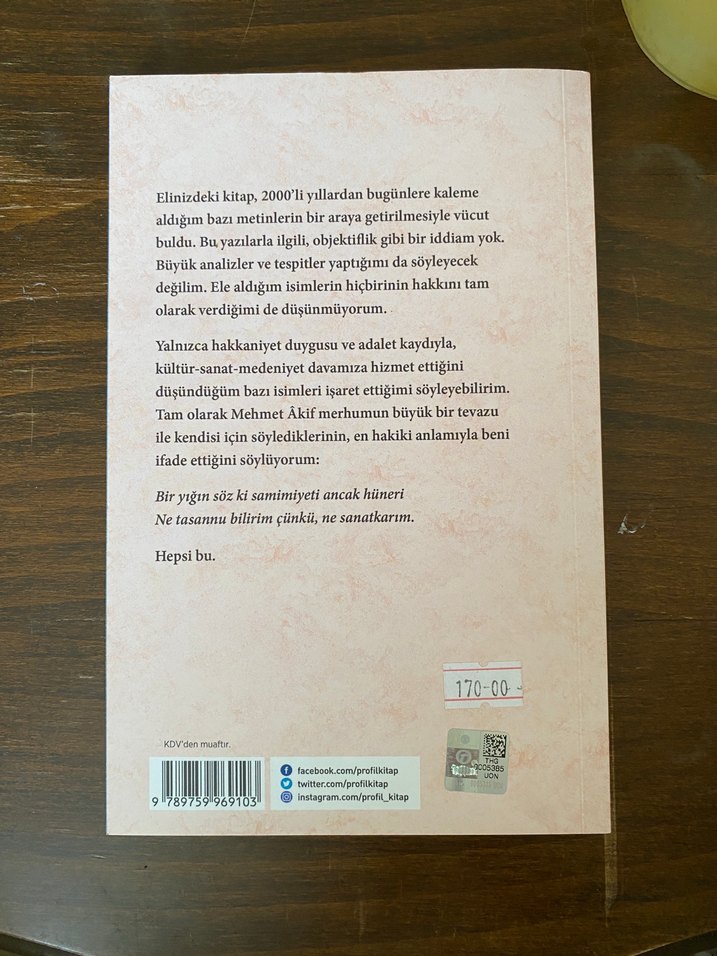 Elinizdeki kitap, 2000'li yıllardan bugünlere kaleme
aldığım bazı metinlerin bir araya getirilmesiyle vücut
buldu. Bu yazılarla ilgili, objektiflik gibi bir iddiam yok.
Büyük analizler ve tespitler yaptığımı da söyleyecek
değilim. Ele aldığım isimlerin hiçbirinin hakkını tam
olarak verdiğimi de düşünmüyorum.
Yalnızca hakkaniyet duygusu ve adalet kaydıyla,
kültür-sanat-medeniyet davamıza hizmet ettiğini
düşündüğüm bazı isimleri işaret ettiğimi söyleyebilirim.
Tam olarak Mehmet Âkif merhumun büyük bir tevazu
ile kendisi için söylediklerinin, en hakiki anlamıyla beni
ifade ettiğini söylüyorum:
Bir yığın söz ki samimiyeti ancak hüneri
Ne tasannu bilirim çünkü, ne sanatkarım.
Hepsi bu.
170-00
KDV'den muaftır.
facebook.com/profilkitap
twitter.com/profilkitap
instagram.com/profil_kitap
9 789759 969103
THG
UON